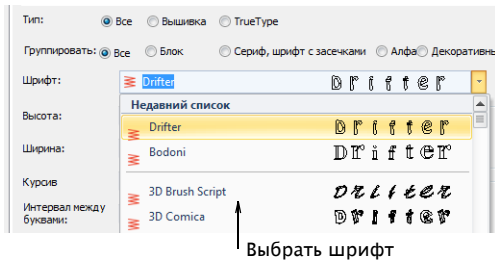 Тип: Все Вышивка TrueType
Группировать: Все Блок Сериф, шрифт с засечками Алфа Декоративны
Шрифт: Drifter Drifter
Недавний список
Высота:
Drifter Drifter
Ширина: Bodoni Drifter
Курсив
3D Brush Script Drifter
Интервал между
буквами:
3D Comica Drifter
Выбрать шрифт